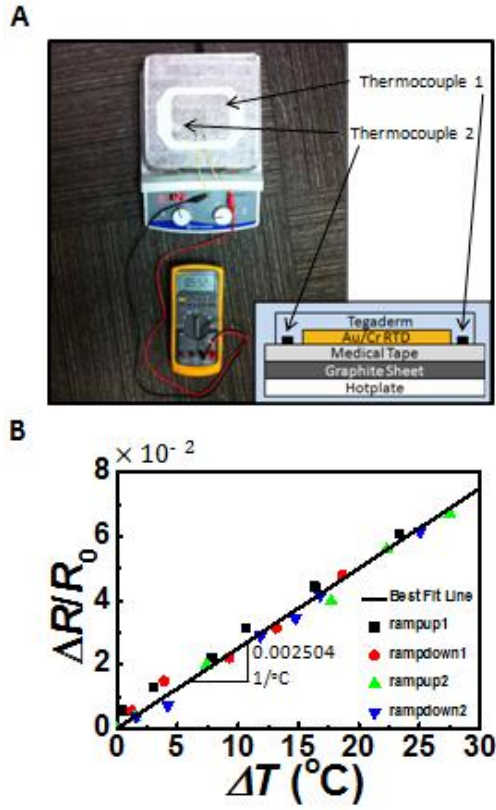 A
Thermocouple 1
Thermocouple 2
Tegaderm
Au/Cr RTD
Medical Tape
Graphite Sheet
Hotplate
B
× 10⁻²
8
6
4
2
0
ΔR/R₀
Best Fit Line
rampup1
rampdown1
rampup2
rampdown2
0.002504
1/°C
0 5 10 15 20 25 30
ΔT (°C)